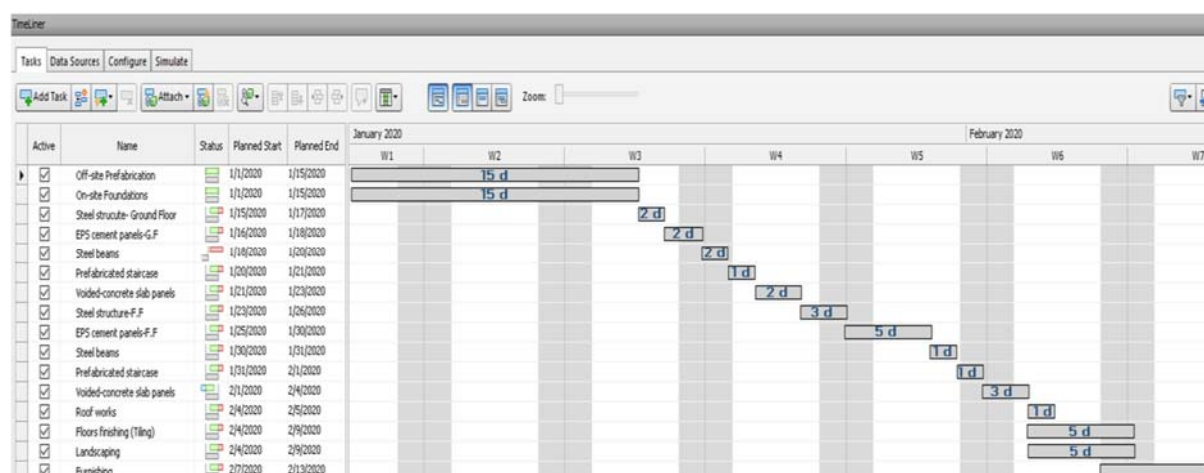 TimeLiner
Tasks Data Sources Configure Simulate
Add Task Attach Zoom:
Active Name Status Planned Start Planned End January 2020 February 2020
W1 W2 W3 W4 W5 W6 W7
Off-site Prefabrication 1/1/2020 1/15/2020 15 d
On-site Foundations 1/1/2020 1/15/2020 15 d
Steel strucute- Ground Floor 1/15/2020 1/17/2020 2 d
EPS cement panels-G.F 1/16/2020 1/18/2020 2 d
Steel beams 1/18/2020 1/20/2020 2 d
Prefabricated staircase 1/20/2020 1/21/2020 1 d
Voided-concrete slab panels 1/21/2020 1/23/2020 2 d
Steel structure-F.F 1/23/2020 1/26/2020 3 d
EPS cement panels-F.F 1/25/2020 1/30/2020 5 d
Steel beams 1/30/2020 1/31/2020 1 d
Prefabricated staircase 1/31/2020 2/1/2020 1 d
Voided-concrete slab panels 2/1/2020 2/4/2020 3 d
Roof works 2/4/2020 2/5/2020 1 d
Floors finishing (Tiling) 2/4/2020 2/9/2020 5 d
Landscaping 2/4/2020 2/9/2020 5 d
Furnishing 2/7/2020 2/13/2020